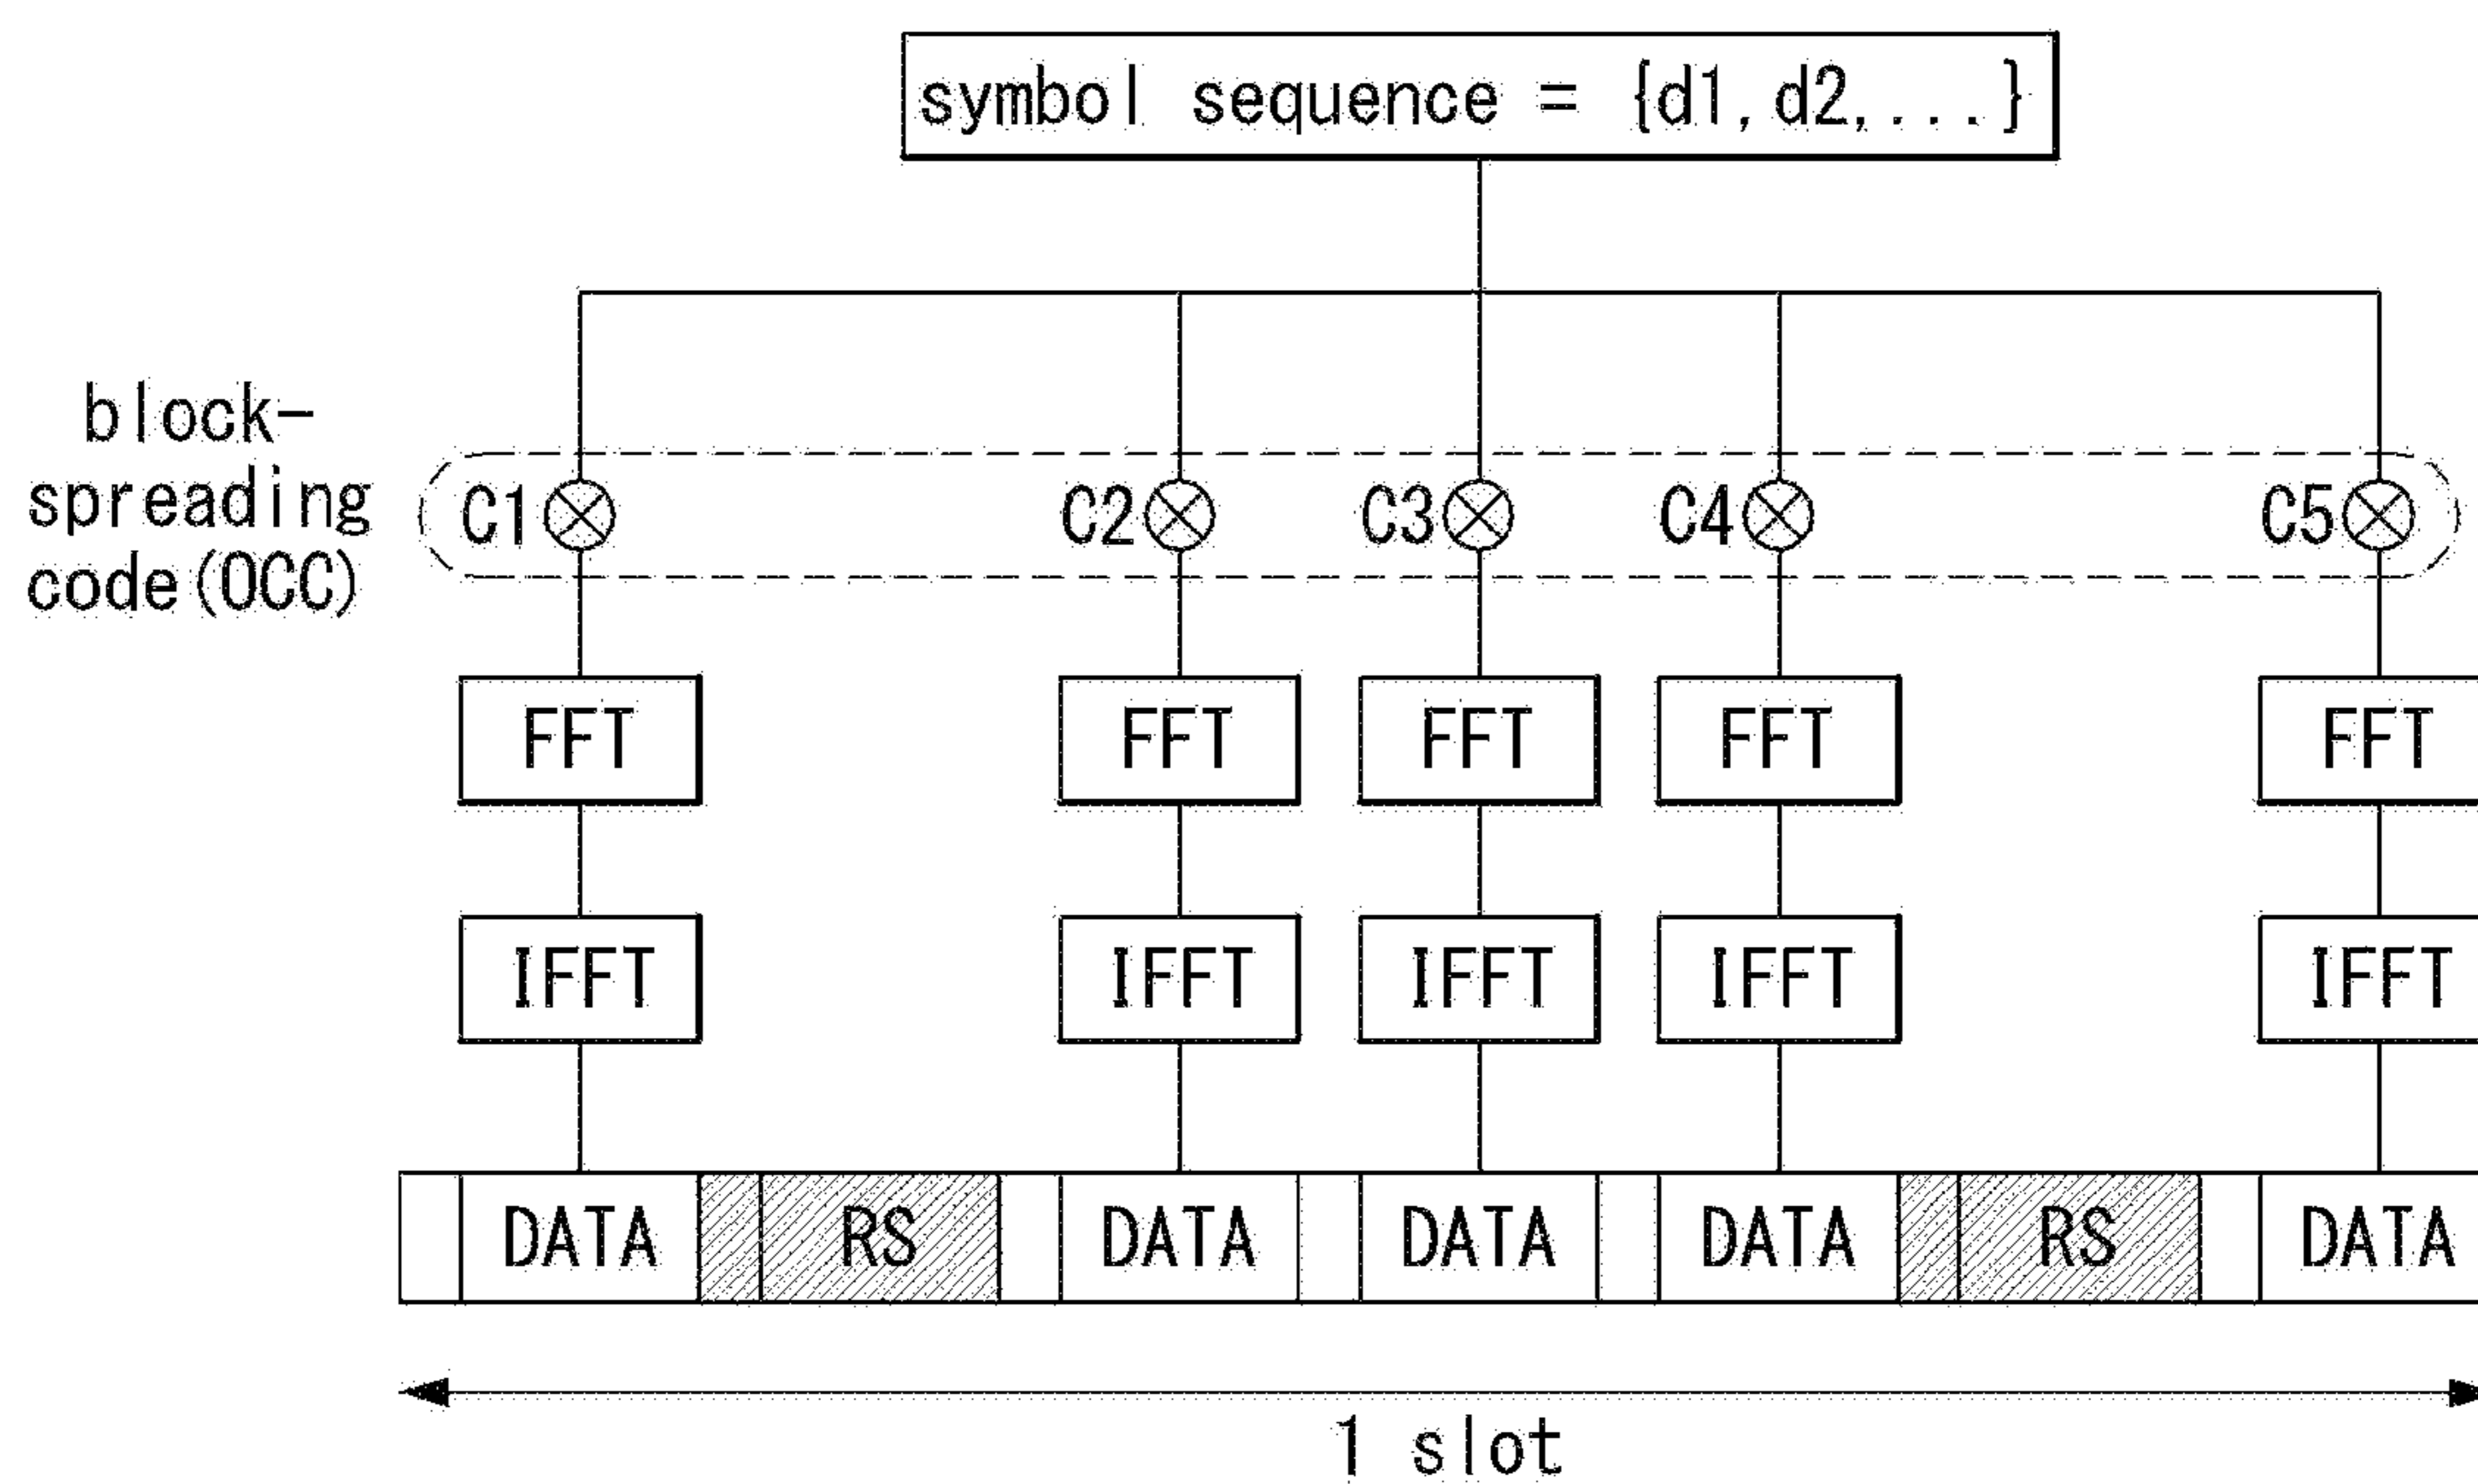 symbol sequence = {d1, d2, ... }
block-
spreading
code(OCC)
C1 C2 C3 C4 C5
FFT FFT FFT FFT FFT
IFFT IFFT IFFT IFFT IFFT
DATA RS DATA DATA DATA RS DATA
1 slot